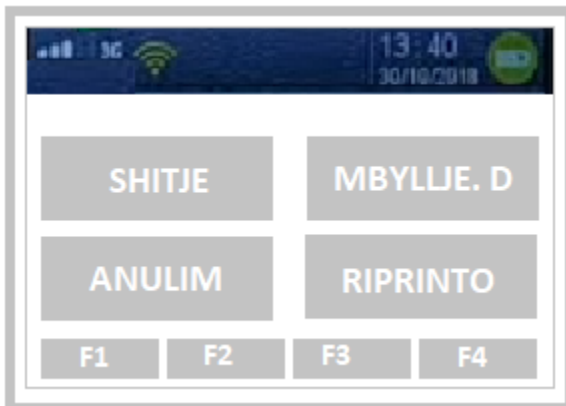 3G 13:40
30/10/2018
SHITJE MBYLLJE. D
ANULIM RIPRINTO
F1 F2 F3 F4